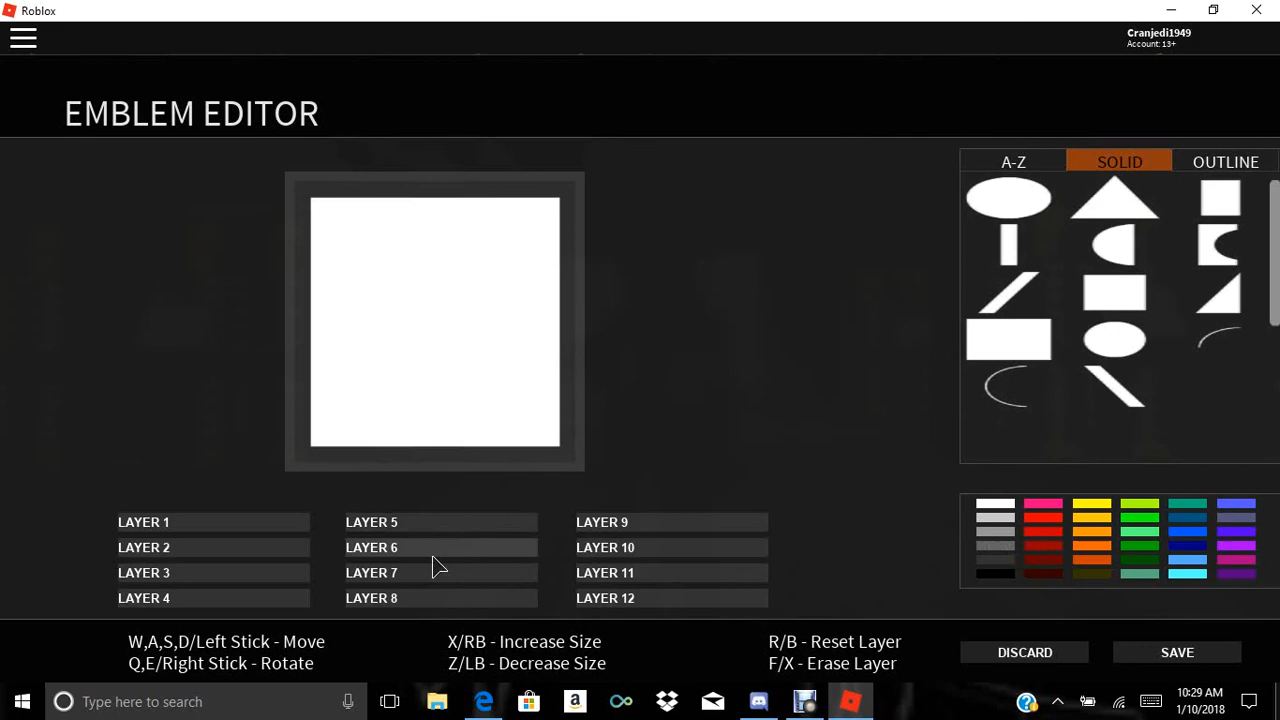 Roblox
Cranjedi1949
Account: 13+
EMBLEM EDITOR
A-Z SOLID OUTLINE
LAYER 1 LAYER 5 LAYER 9
LAYER 2 LAYER 6 LAYER 10
LAYER 3 LAYER 7 LAYER 11
LAYER 4 LAYER 8 LAYER 12
W,A,S,D/Left Stick - Move X/RB - Increase Size R/B - Reset Layer
Q,E/Right Stick - Rotate Z/LB - Decrease Size F/X - Erase Layer
DISCARD SAVE
Type here to search
10:29 AM
1/10/2018